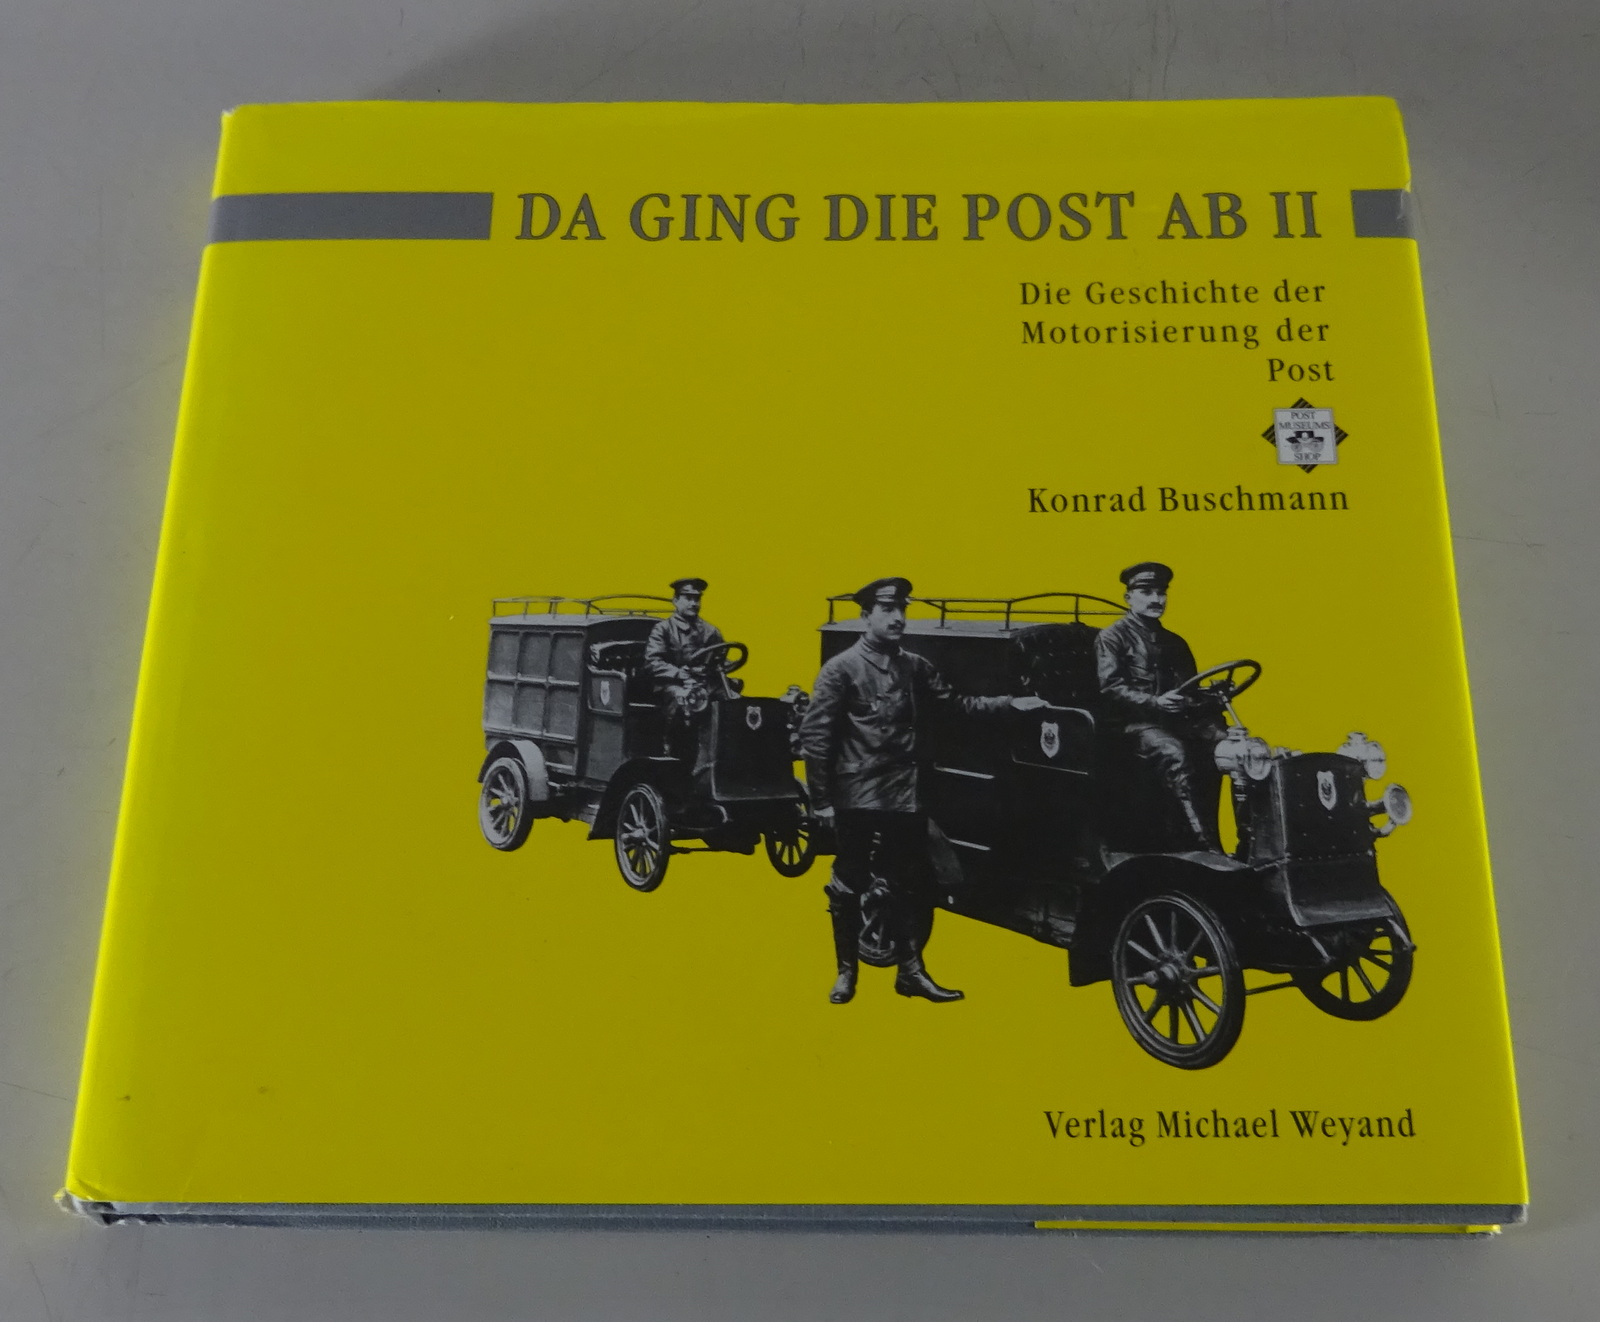 DA GING DIE POST AB II
Die Geschichte der
Motorisierung der
Post
POST
MUSEUMS
SHOP
Konrad Buschmann
Verlag Michael Weyand